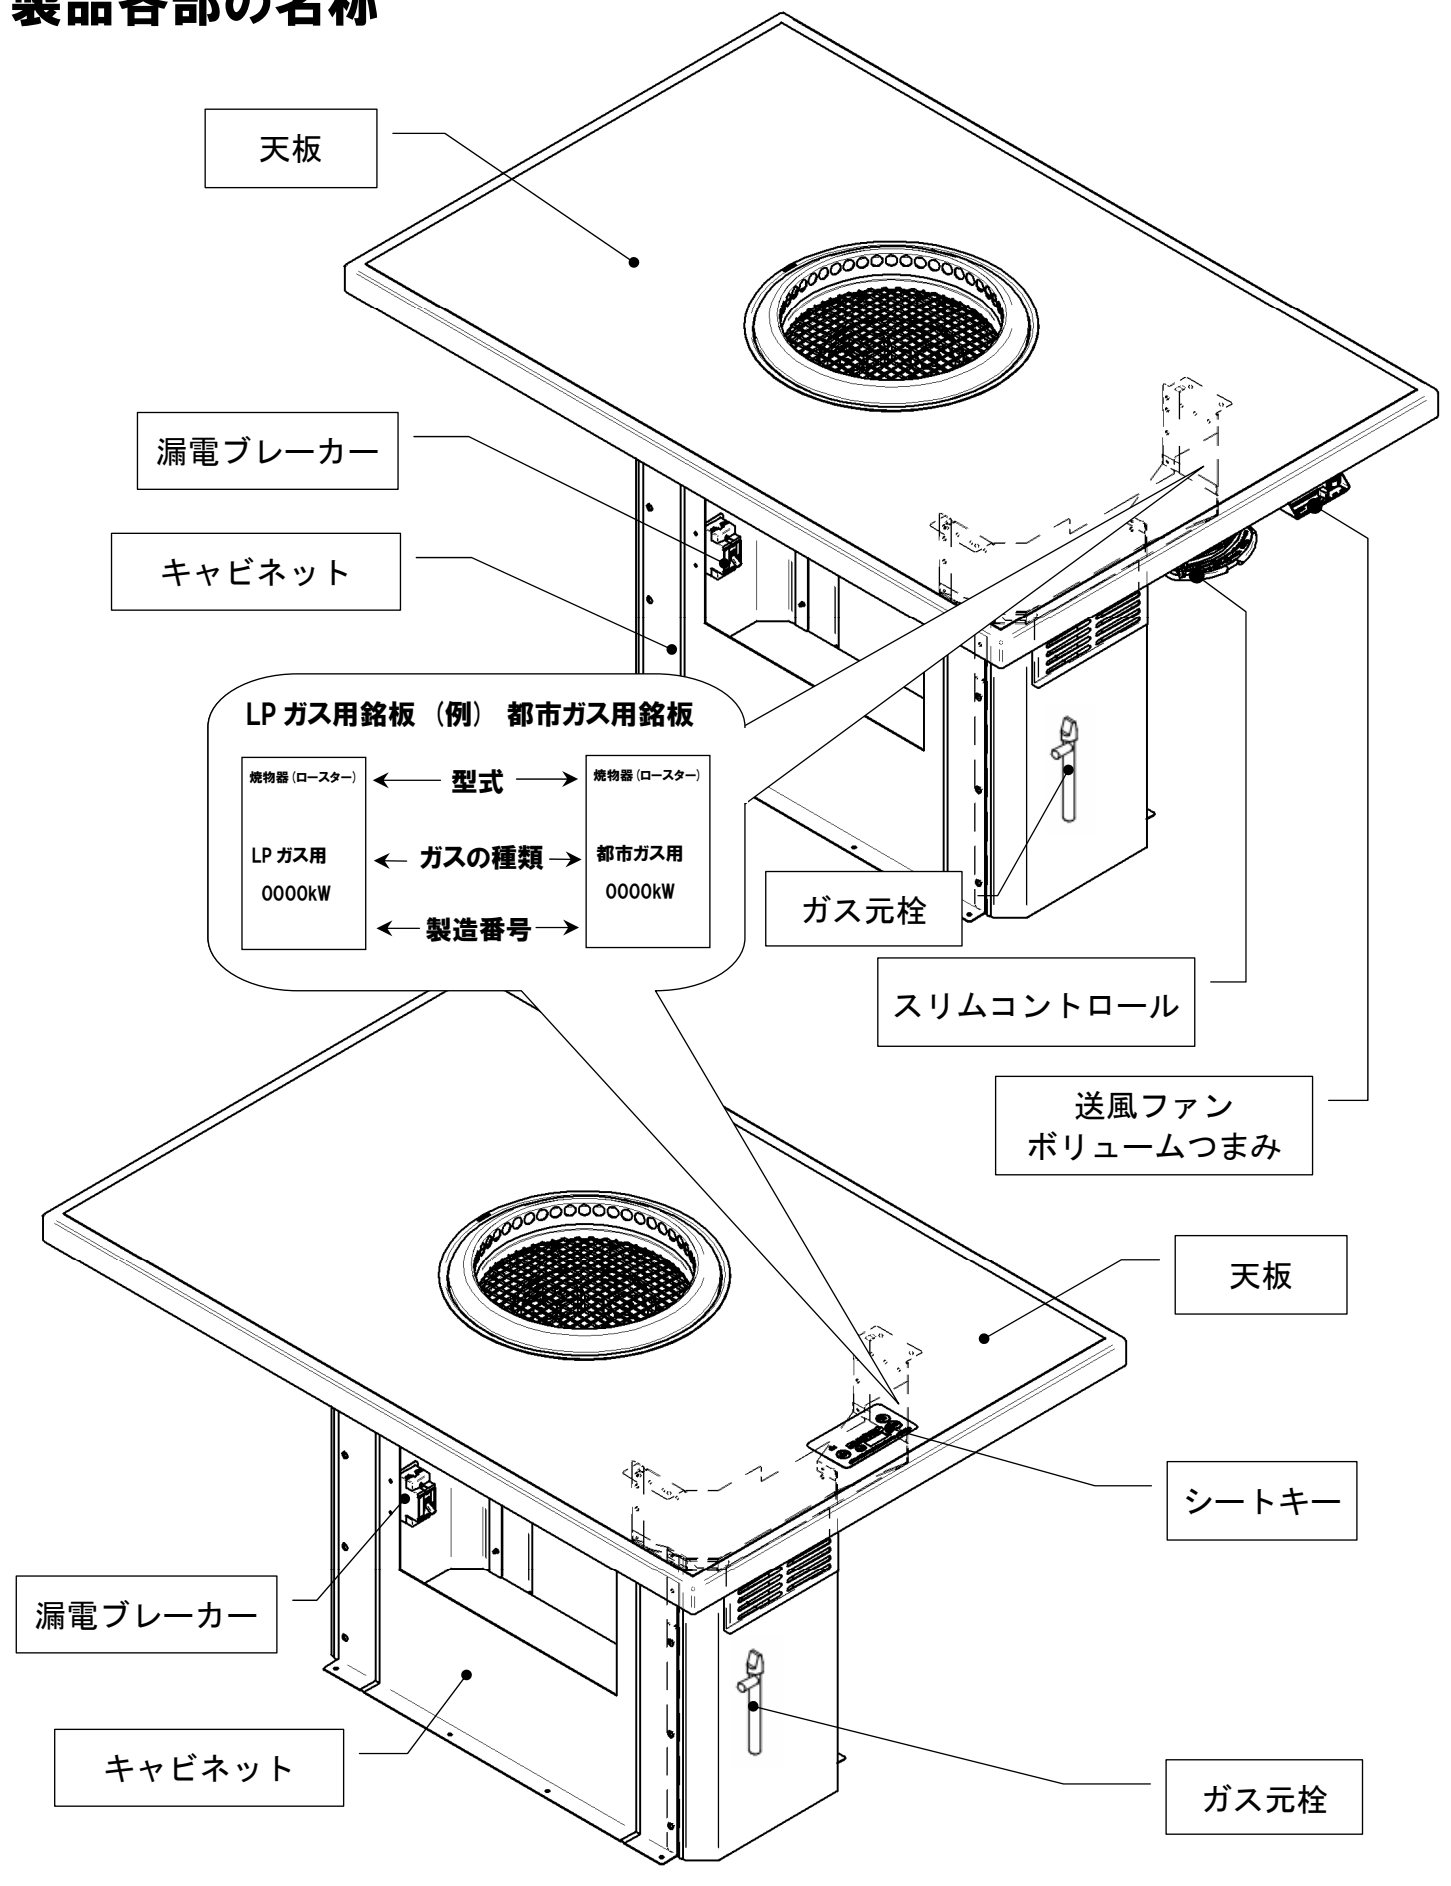 製品各部の名称
天板
漏電ブレーカー
キャビネット
LP ガス用銘板 （例） 都市ガス用銘板
焼物器(ロースター) 型式 焼物器(ロースター)
LP ガス用 ガスの種類 都市ガス用
0000kW 0000kW
製造番号
ガス元栓
スリムコントロール
送風ファン
ボリュームつまみ
天板
シートキー
漏電ブレーカー
キャビネット
ガス元栓